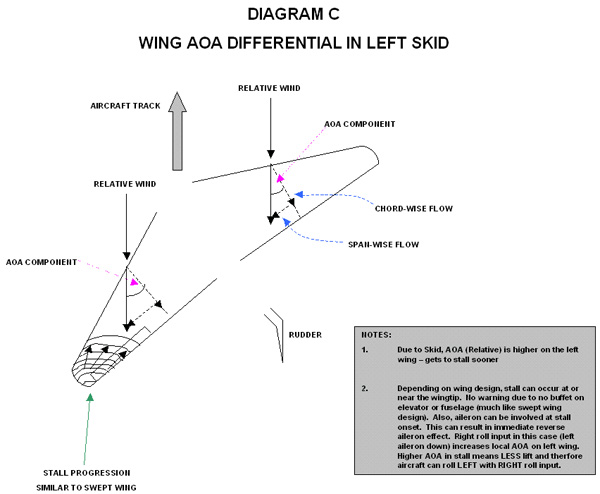 DIAGRAM C
WING AOA DIFFERENTIAL IN LEFT SKID
RELATIVE WIND
AIRCRAFT TRACK
AOA COMPONENT
RELATIVE WIND
CHORD-WISE FLOW
SPAN-WISE FLOW
AOA COMPONENT
RUDDER
NOTES:
1. Due to Skid, AOA (Relative) is higher on the left
wing – gets to stall sooner
2. Depending on wing design, stall can occur at or
near the wingtip. No warning due to no buffet on
elevator or fuselage (much like swept wing
design). Also, aileron can be involved at stall
onset. This can result in immediate reverse
aileron effect. Right roll input in this case (left
aileron down) increases local AOA on left wing.
Higher AOA in stall means LESS lift and therfore
aircraft can roll LEFT with RIGHT roll input.
STALL PROGRESSION
SIMILAR TO SWEPT WING